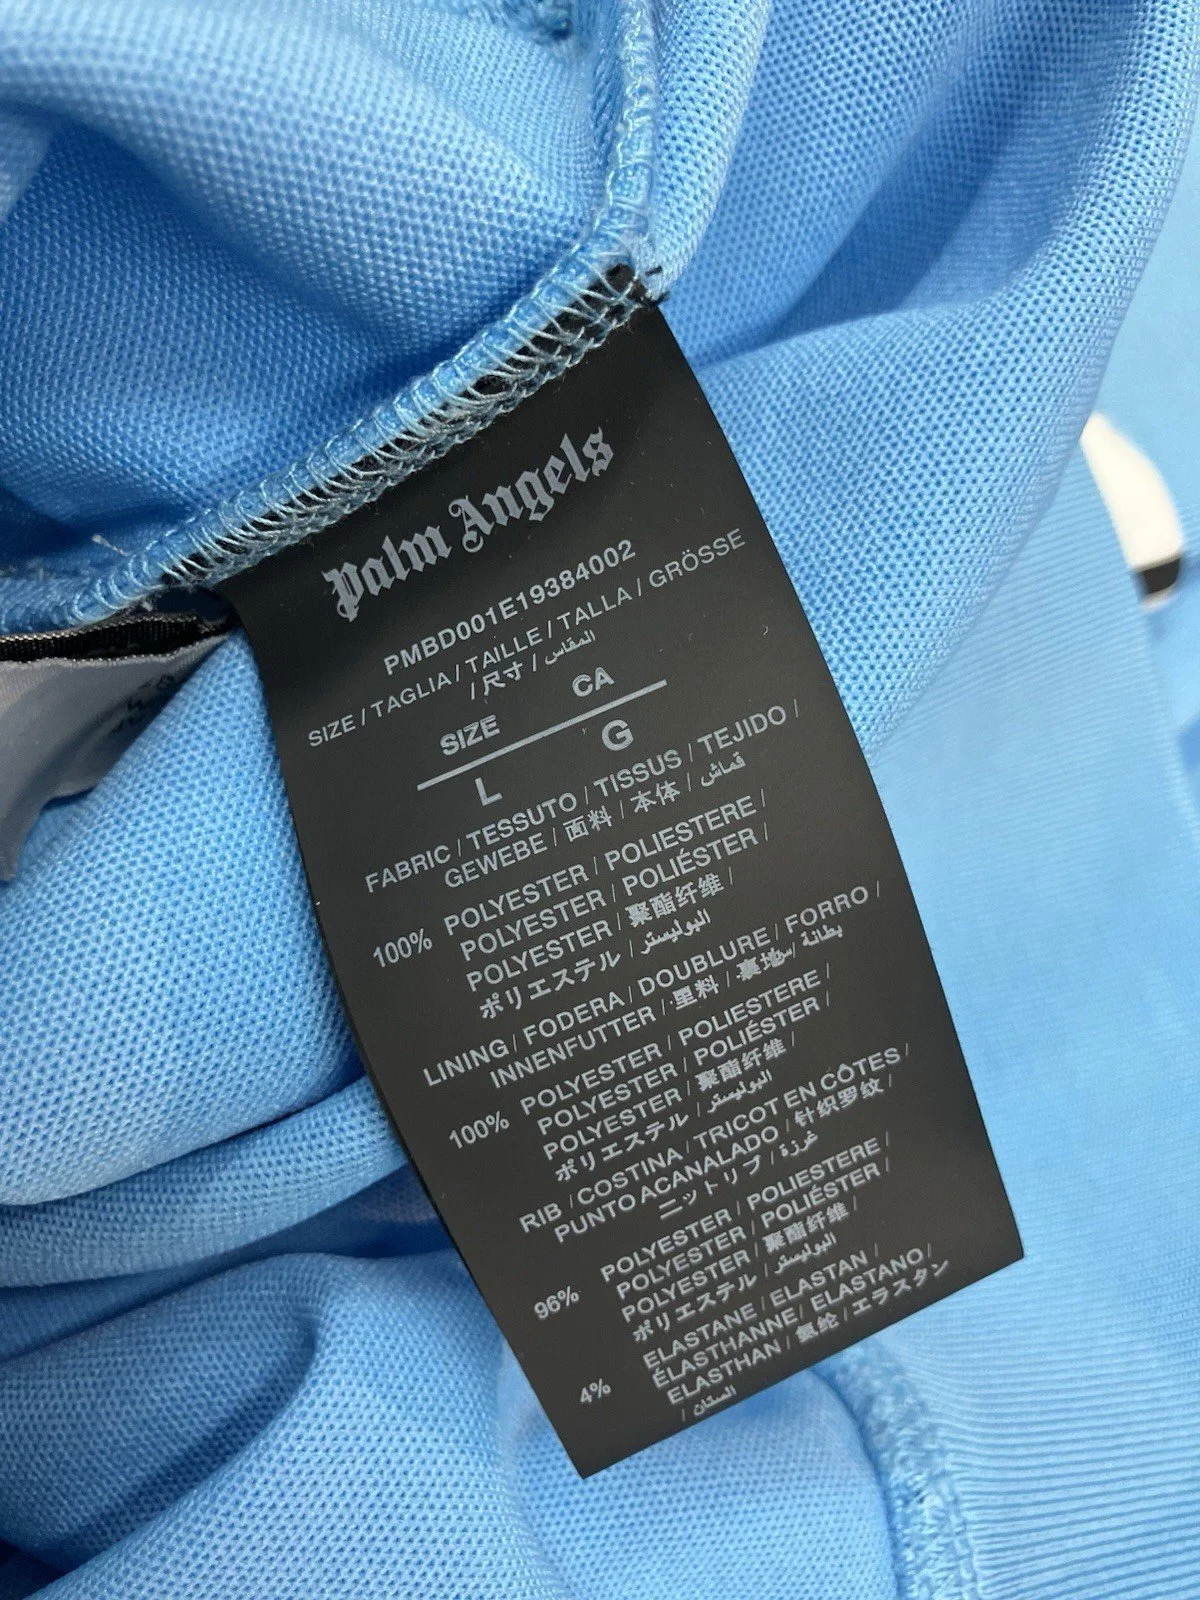 Palm Angels
PMBD001E19384002
SIZE / TAGLIA / TAILLE / TALLA / GRÖSSE
/ 尺寸 / المقاس
SIZE CA
L G
FABRIC / TESSUTO / TISSUS / TEJIDO /
GEWEBE / 面料 / 本体 / قماش
100% POLYESTER / POLIESTERE /
POLYESTER / POLIÉSTER /
POLYESTER / 聚酯纤维 /
ポリエステル / البوليستر
LINING / FODERA / DOUBLURE / FORRO /
INNENFUTTER / 里料 / 裏地 / بطانة
100% POLYESTER / POLIESTERE /
POLYESTER / POLIÉSTER /
POLYESTER / 聚酯纤维 /
ポリエステル / البوليستر
RIB / COSTINA / TRICOT EN CÔTES /
PUNTO ACANALADO / 针织罗纹 /
ニットリブ / غرزة
96% POLYESTER / POLIESTERE /
POLYESTER / POLIÉSTER /
POLYESTER / 聚酯纤维 /
ポリエステル / البوليستر
4% ELASTANE / ELASTAN /
ÉLASTHANNE / ELASTANO /
ELASTHAN / 氨纶 / エラスタン
/ الستان